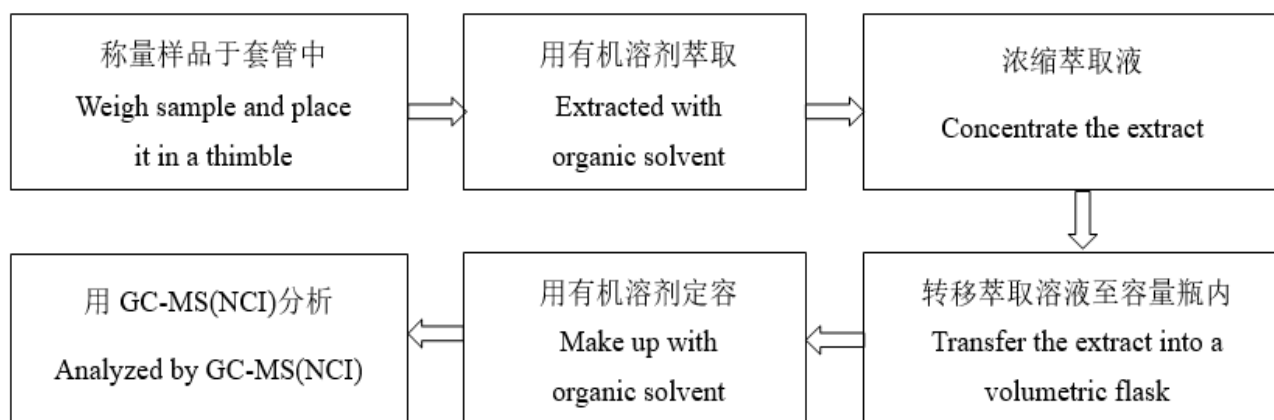 称量样品于套管中
Weigh sample and place
it in a thimble
用有机溶剂萃取
Extracted with
organic solvent
浓缩萃取液
Concentrate the extract
转移萃取溶液至容量瓶内
Transfer the extract into a
volumetric flask
用有机溶剂定容
Make up with
organic solvent
用 GC-MS(NCI)分析
Analyzed by GC-MS(NCI)